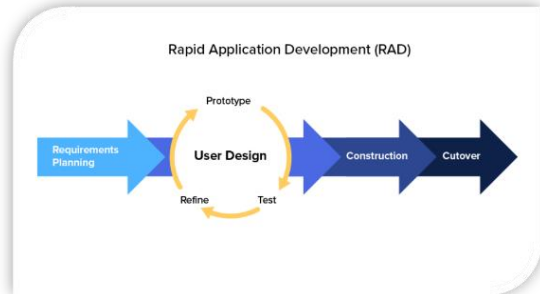 Rapid Application Development (RAD)
Prototype
Requirements
Planning
User Design
Construction
Cutover
Refine
Test